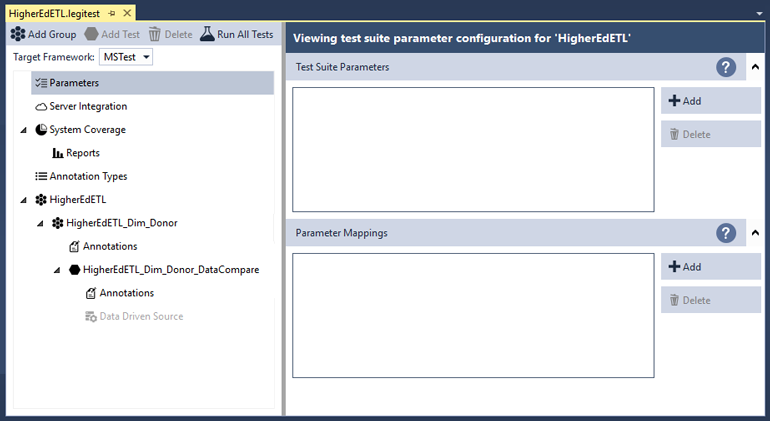 HigherEdETL.legitest
Add Group Add Test Delete Run All Tests
Target Framework: MSTest
Parameters
Server Integration
System Coverage
Reports
Annotation Types
HigherEdETL
HigherEdETL_Dim_Donor
Annotations
HigherEdETL_Dim_Donor_DataCompare
Annotations
Data Driven Source
Viewing test suite parameter configuration for 'HigherEdETL'
Test Suite Parameters ?
Add
Delete
Parameter Mappings ?
Add
Delete